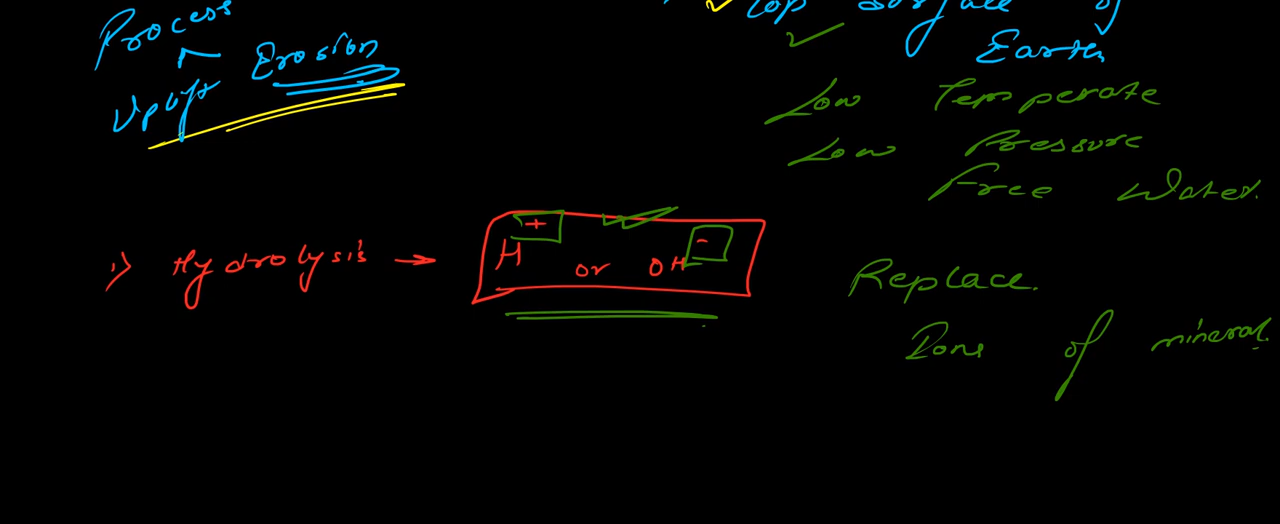 Process
Uplift Erosion
Top surface of
Earth
Low Temperate
Low Pressure
Free Water.
1) Hydrolysis → H+ or OH-
Replace.
Ions of mineral.